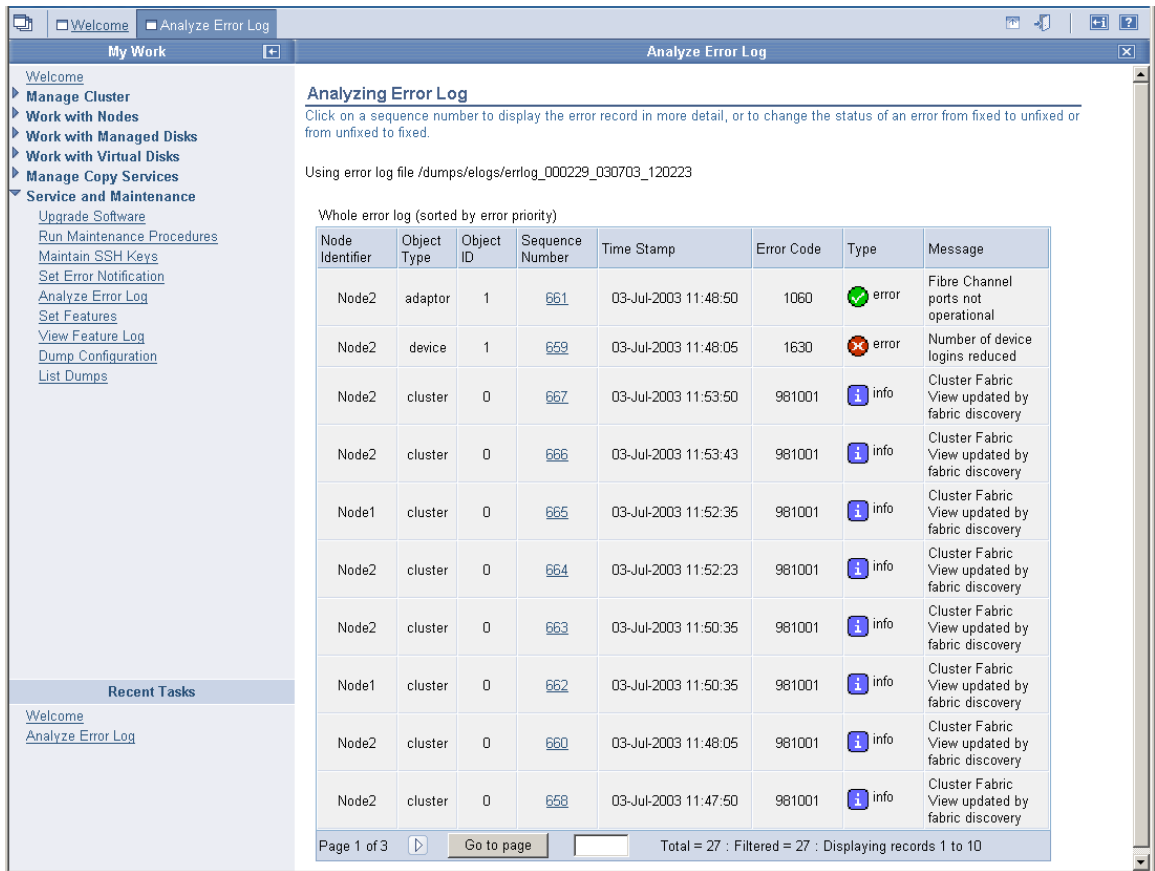 Welcome
Analyze Error Log
My Work
Analyze Error Log
Welcome
Manage Cluster
Work with Nodes
Work with Managed Disks
Work with Virtual Disks
Manage Copy Services
Service and Maintenance
Upgrade Software
Run Maintenance Procedures
Maintain SSH Keys
Set Error Notification
Analyze Error Log
Set Features
View Feature Log
Dump Configuration
List Dumps
Recent Tasks
Welcome
Analyze Error Log
Analyzing Error Log
Click on a sequence number to display the error record in more detail, or to change the status of an error from fixed to unfixed or
from unfixed to fixed.
Using error log file /dumps/elogs/errlog_000229_030703_120223
Whole error log (sorted by error priority)
Node Identifier Object Type Object ID Sequence Number Time Stamp Error Code Type Message
Node2 adaptor 1 661 03-Jul-2003 11:48:50 1060 error Fibre Channel ports not operational
Node2 device 1 659 03-Jul-2003 11:48:05 1630 error Number of device logins reduced
Node2 cluster 0 667 03-Jul-2003 11:53:50 981001 info Cluster Fabric View updated by fabric discovery
Node2 cluster 0 666 03-Jul-2003 11:53:43 981001 info Cluster Fabric View updated by fabric discovery
Node1 cluster 0 665 03-Jul-2003 11:52:35 981001 info Cluster Fabric View updated by fabric discovery
Node2 cluster 0 664 03-Jul-2003 11:52:23 981001 info Cluster Fabric View updated by fabric discovery
Node2 cluster 0 663 03-Jul-2003 11:50:35 981001 info Cluster Fabric View updated by fabric discovery
Node1 cluster 0 662 03-Jul-2003 11:50:35 981001 info Cluster Fabric View updated by fabric discovery
Node2 cluster 0 660 03-Jul-2003 11:48:05 981001 info Cluster Fabric View updated by fabric discovery
Node2 cluster 0 658 03-Jul-2003 11:47:50 981001 info Cluster Fabric View updated by fabric discovery
Page 1 of 3 Go to page Total = 27 : Filtered = 27 : Displaying records 1 to 10